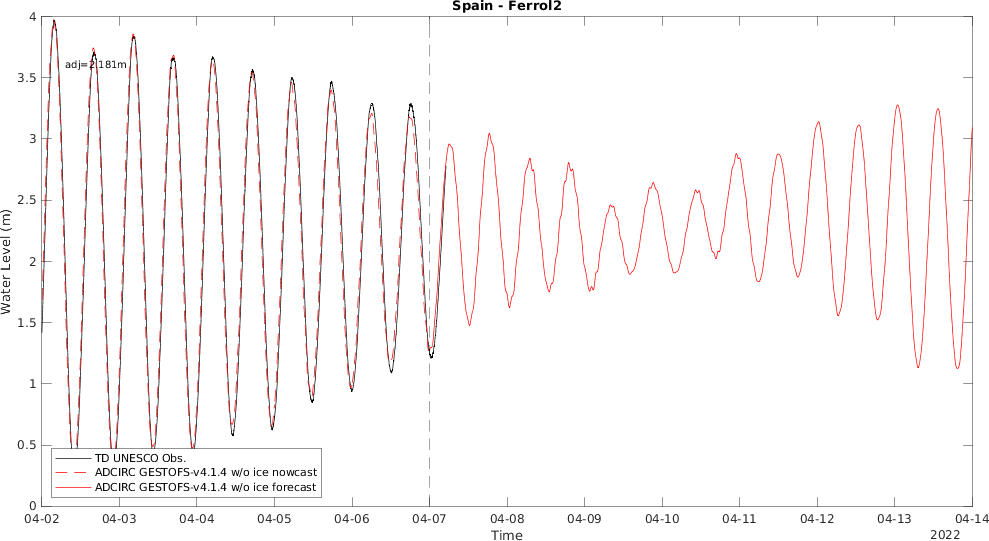 Spain - Ferrol2
4
3.5
3
2.5
2
1.5
1
0.5
0
Water Level (m)
adj=2.181m
TD UNESCO Obs.
ADCIRC GESTOFS-v4.1.4 w/o ice nowcast
ADCIRC GESTOFS-v4.1.4 w/o ice forecast
04-02 04-03 04-04 04-05 04-06 04-07 04-08 04-09 04-10 04-11 04-12 04-13 04-14
Time
2022